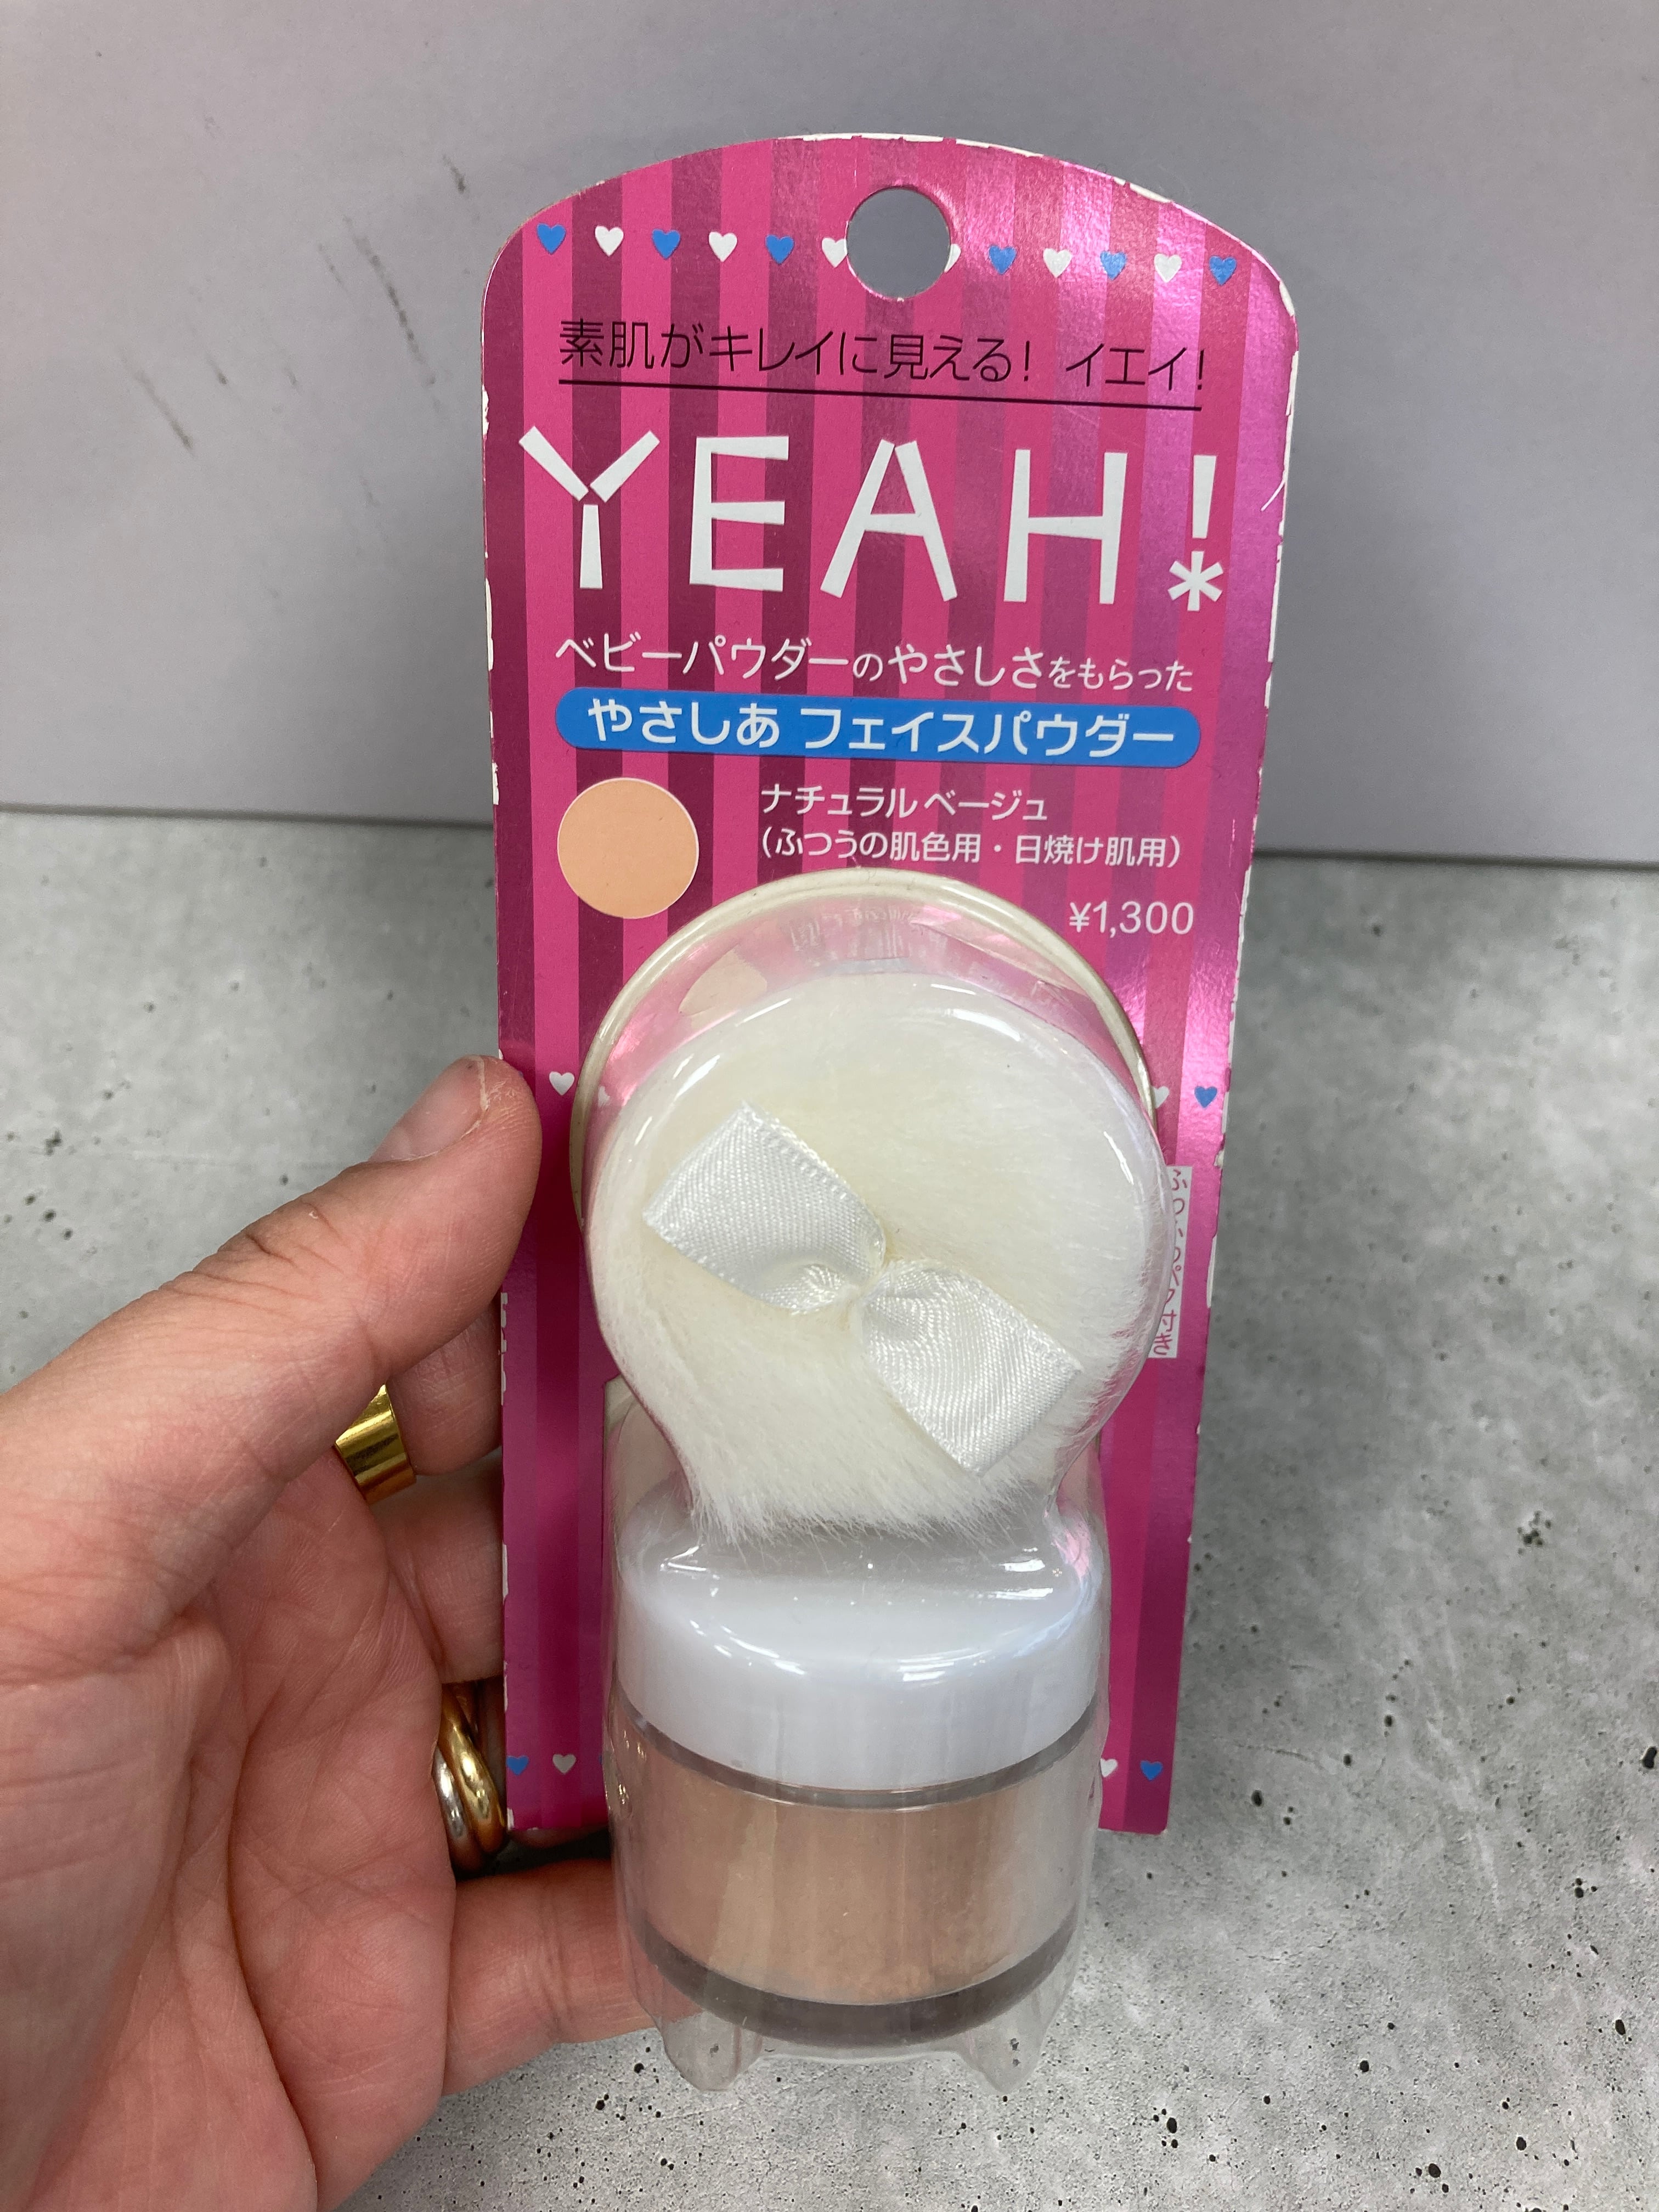 素肌がキレイに見える! イエイ!
YEAH!
ベビーパウダーのやさしさをもらった
やさしあ フェイスパウダー
ナチュラルベージュ
(ふつうの肌色用・日焼け肌用)
¥1,300
付き